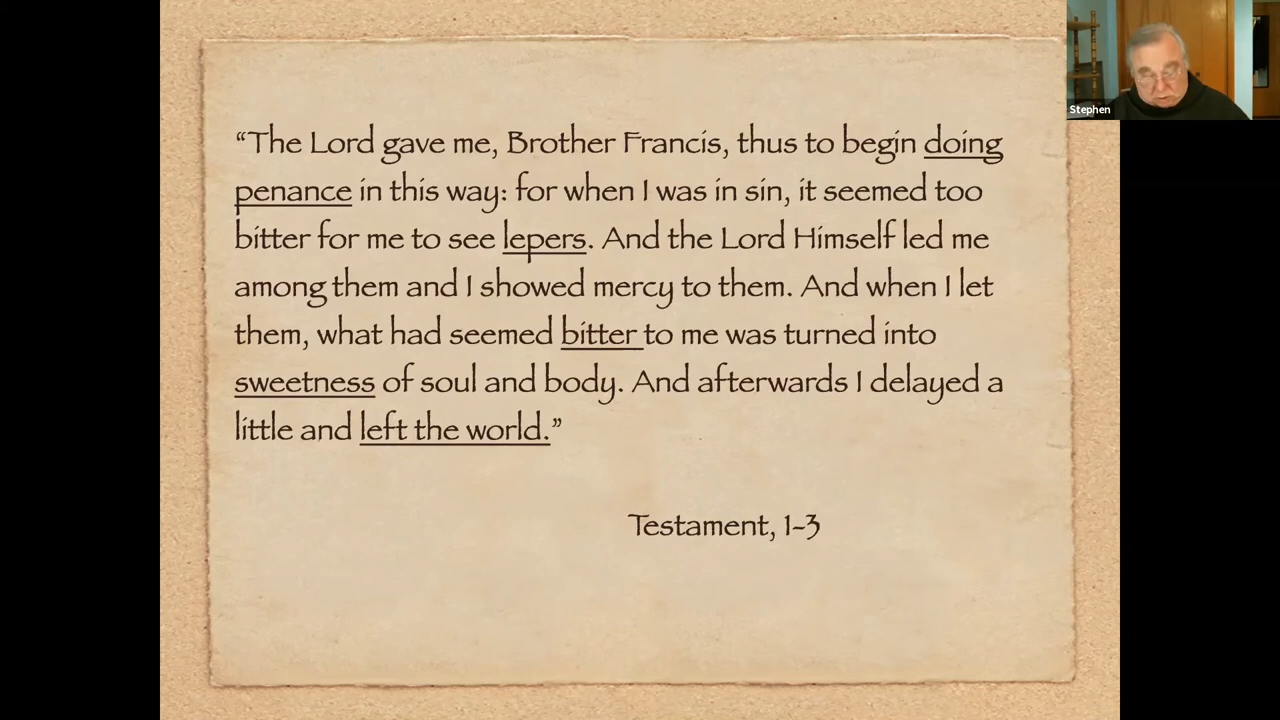 “The Lord gave me, Brother Francis, thus to begin doing
penance in this way: for when I was in sin, it seemed too
bitter for me to see lepers. And the Lord Himself led me
among them and I showed mercy to them. And when I let
them, what had seemed bitter to me was turned into
sweetness of soul and body. And afterwards I delayed a
little and left the world.”
Testament, 1-3
Stephen